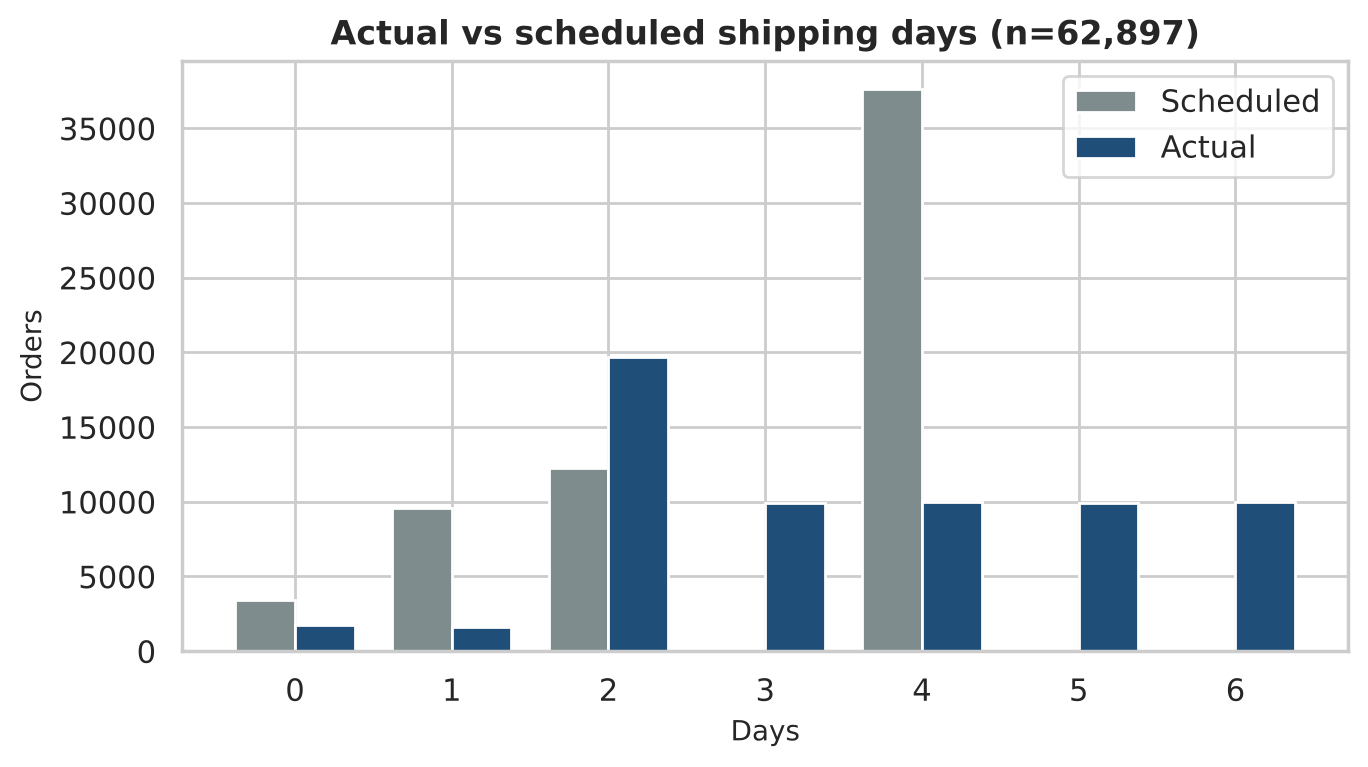 Actual vs scheduled shipping days (n=62,897)
Scheduled
Actual
35000
30000
25000
20000
15000
10000
5000
0
Orders
0 1 2 3 4 5 6
Days